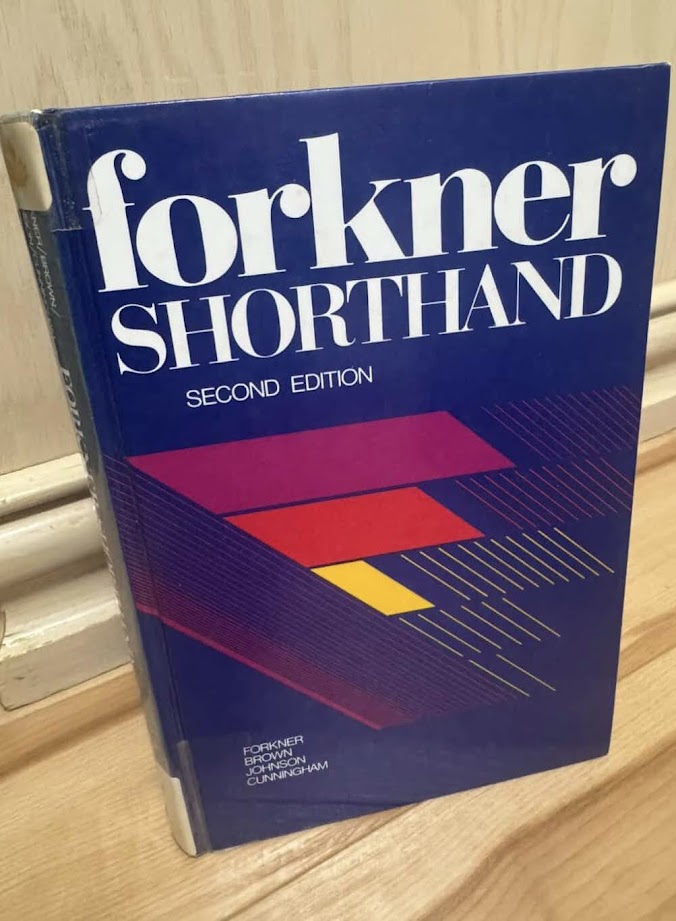 forkner
SHORTHAND
SECOND EDITION
FORKNER
BROWN
JOHNSON
CUNNINGHAM